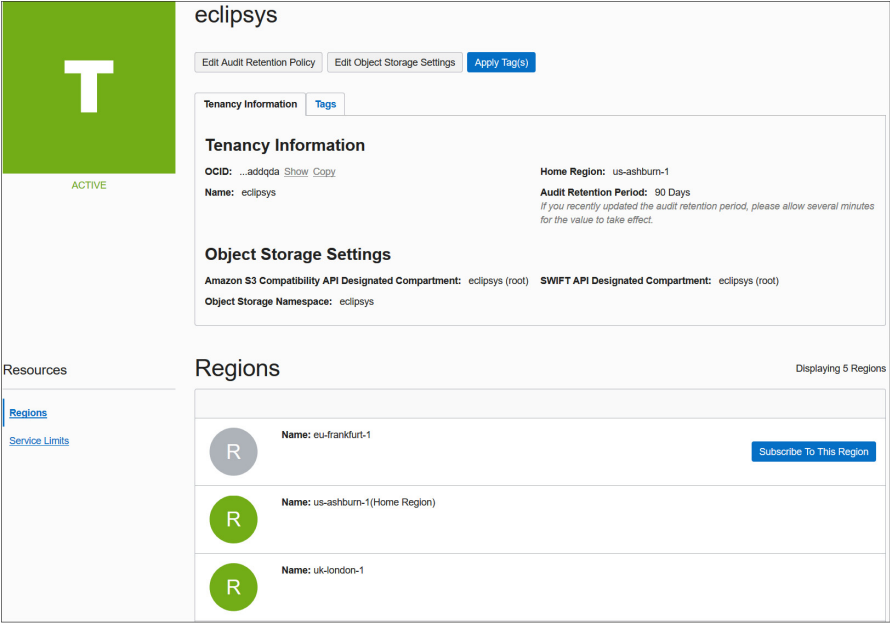 T
ACTIVE
eclipsys
Edit Audit Retention Policy Edit Object Storage Settings Apply Tag(s)
Tenancy Information Tags
Tenancy Information
OCID: ...addqda Show Copy
Name: eclipsys
Home Region: us-ashburn-1
Audit Retention Period: 90 Days
If you recently updated the audit retention period, please allow several minutes
for the value to take effect.
Object Storage Settings
Amazon S3 Compatibility API Designated Compartment: eclipsys (root) SWIFT API Designated Compartment: eclipsys (root)
Object Storage Namespace: eclipsys
Resources
Regions
Service Limits
Regions
Displaying 5 Regions
R
Name: eu-frankfurt-1
Subscribe To This Region
R
Name: us-ashburn-1(Home Region)
R
Name: uk-london-1